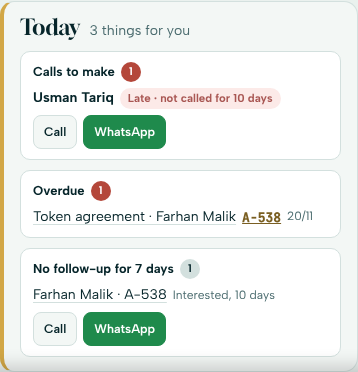 Today 3 things for you
Calls to make 1
Usman Tariq Late · not called for 10 days
Call WhatsApp
Overdue 1
Token agreement · Farhan Malik A-538 20/11
No follow-up for 7 days 1
Farhan Malik · A-538 Interested, 10 days
Call WhatsApp